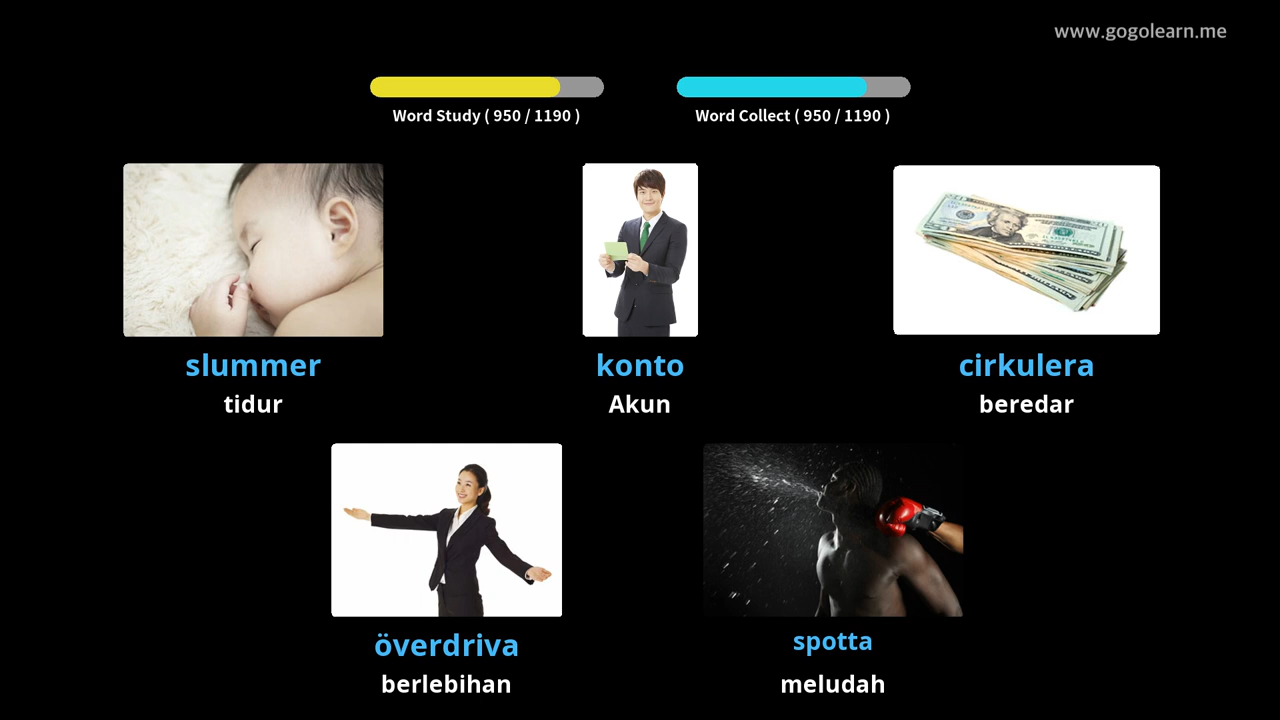 www.gogolearn.me
Word Study ( 950 / 1190 )
Word Collect ( 950 / 1190 )
slummer
tidur
konto
Akun
cirkulera
beredar
överdriva
berlebihan
spotta
meludah